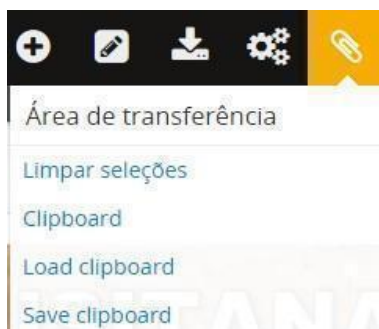 Área de transferência
Limpar seleções
Clipboard
Load clipboard
Save clipboard